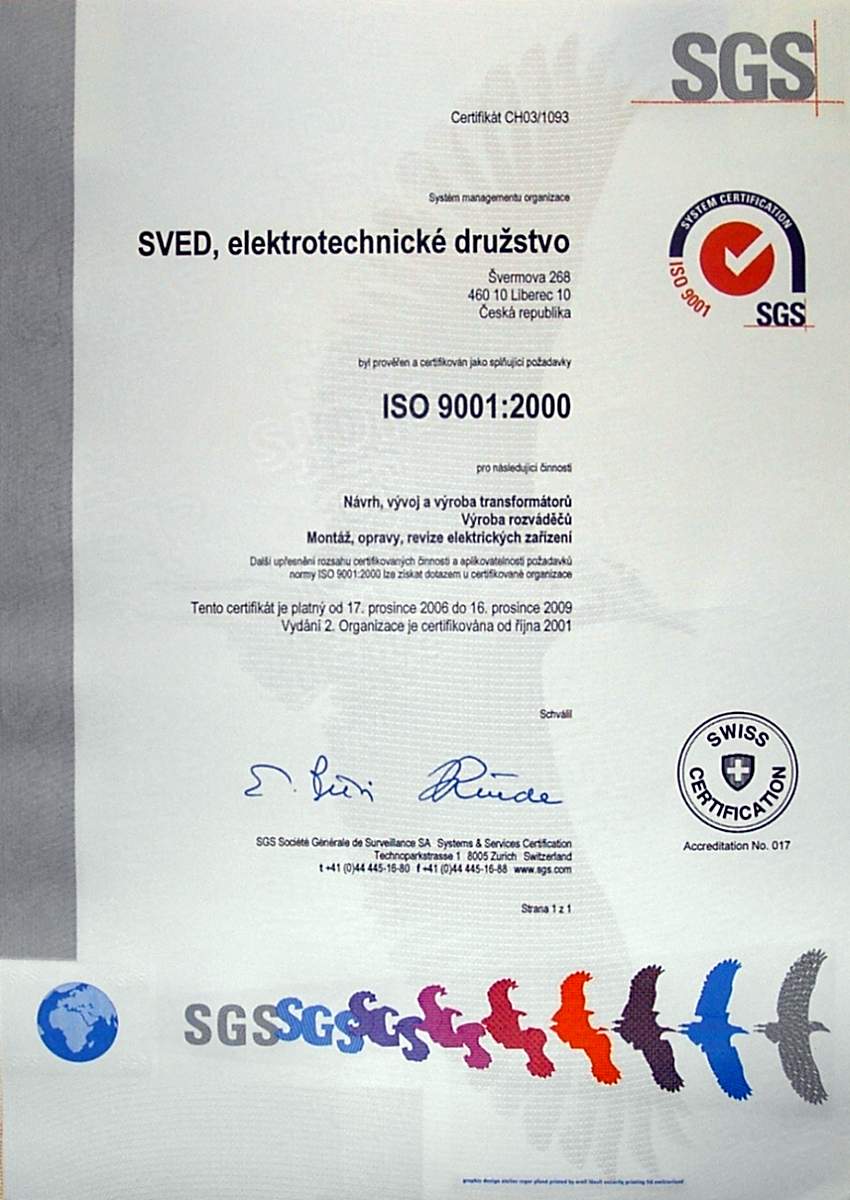 SGS
Certifikát CH03/1093
Systém managementu organizace
SVED, elektrotechnické družstvo
Švermova 268
460 10 Liberec 10
Česká republika
SYSTEM CERTIFICATION
ISO 9001
SGS
byl prověřen a certifikován jako splňující požadavky
ISO 9001:2000
pro následující činnosti
Návrh, vývoj a výroba transformátorů
Výroba rozváděčů
Montáž, opravy, revize elektrických zařízení
Další upřesnění rozsahu certifikovaných činností a aplikovatelnosti požadavků
normy ISO 9001:2000 lze získat dotazem u certifikované organizace
Tento certifikát je platný od 17. prosince 2006 do 16. prosince 2009
Vydání 2. Organizace je certifikována od října 2001
Schválil
SWISS
CERTIFICATION
Accreditation No. 017
SGS Société Générale de Surveillance SA Systems & Services Certification
Technoparkstrasse 1 8005 Zurich Switzerland
t +41 (0)44 445-16-80 f +41 (0)44 445-16-88 www.sgs.com
Strana 1 z 1
SGS SGS SGS